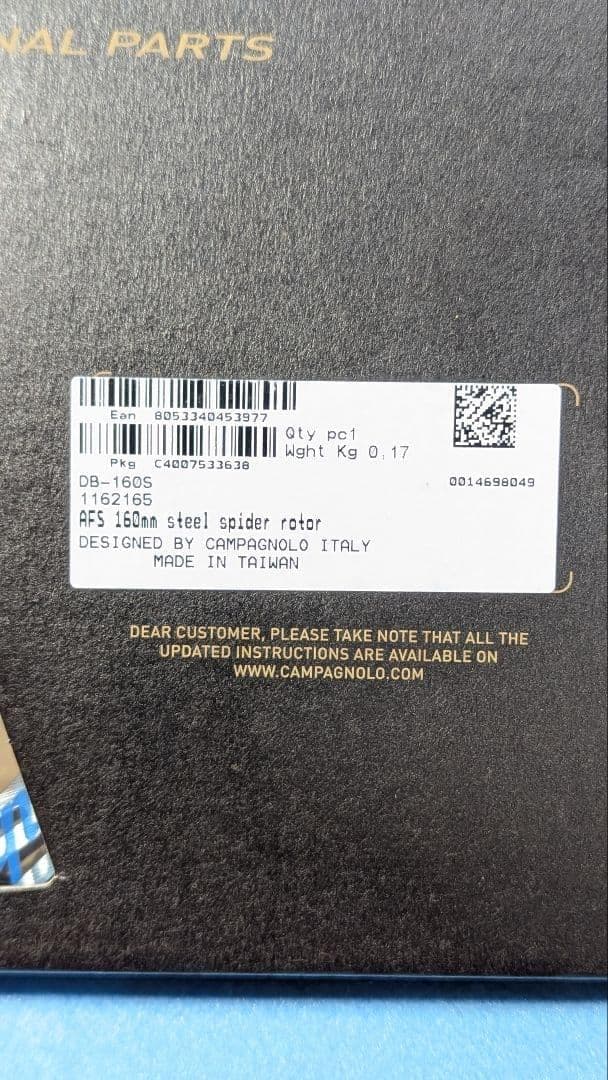 NAL PARTS
Ean 8053340453977
Qty pc1
Wght Kg 0,17
Pkg C4007533638
DB-160S
0014698049
1162165
AFS 160mm steel spider rotor
DESIGNED BY CAMPAGNOLO ITALY
MADE IN TAIWAN
DEAR CUSTOMER, PLEASE TAKE NOTE THAT ALL THE
UPDATED INSTRUCTIONS ARE AVAILABLE ON
WWW.CAMPAGNOLO.COM